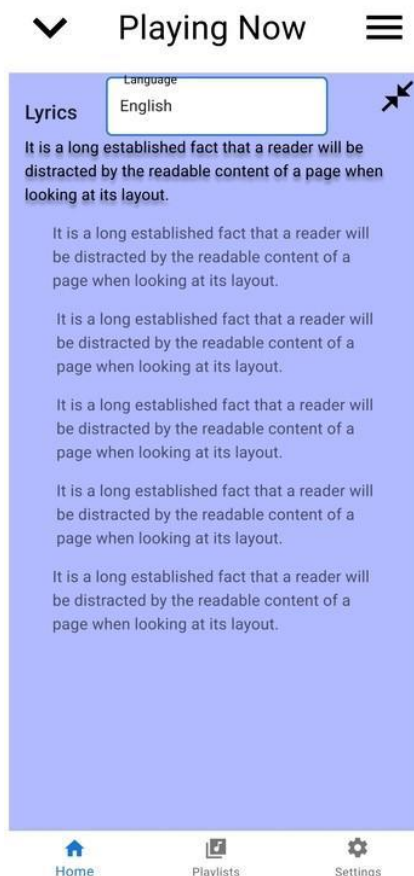 Playing Now
Language
Lyrics
English
It is a long established fact that a reader will be
distracted by the readable content of a page when
looking at its layout.
It is a long established fact that a reader will
be distracted by the readable content of a
page when looking at its layout.
It is a long established fact that a reader will
be distracted by the readable content of a
page when looking at its layout.
It is a long established fact that a reader will
be distracted by the readable content of a
page when looking at its layout.
It is a long established fact that a reader will
be distracted by the readable content of a
page when looking at its layout.
It is a long established fact that a reader will
be distracted by the readable content of a
page when looking at its layout.
Home
Playlists
Settings